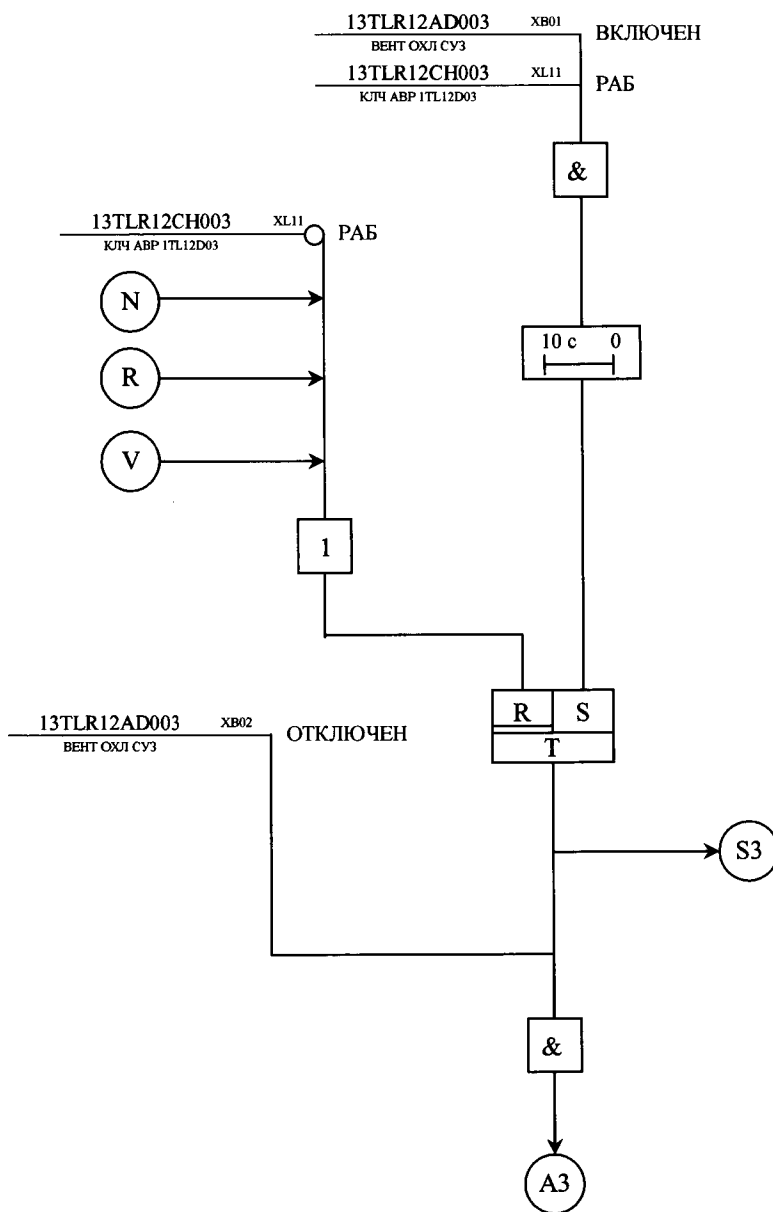 13TLR12AD003 XB01 ВКЛЮЧЕН
ВЕНТ ОХЛ СУЗ
13TLR12CH003 XL11 РАБ
КЛЧ АВР 1TL12D03
&
13TLR12CH003 XL11 РАБ
КЛЧ АВР 1TL12D03
N
10 с 0
R
V
1
R S
13TLR12AD003 XB02 ОТКЛЮЧЕН
ВЕНТ ОХЛ СУЗ
T
S3
&
A3